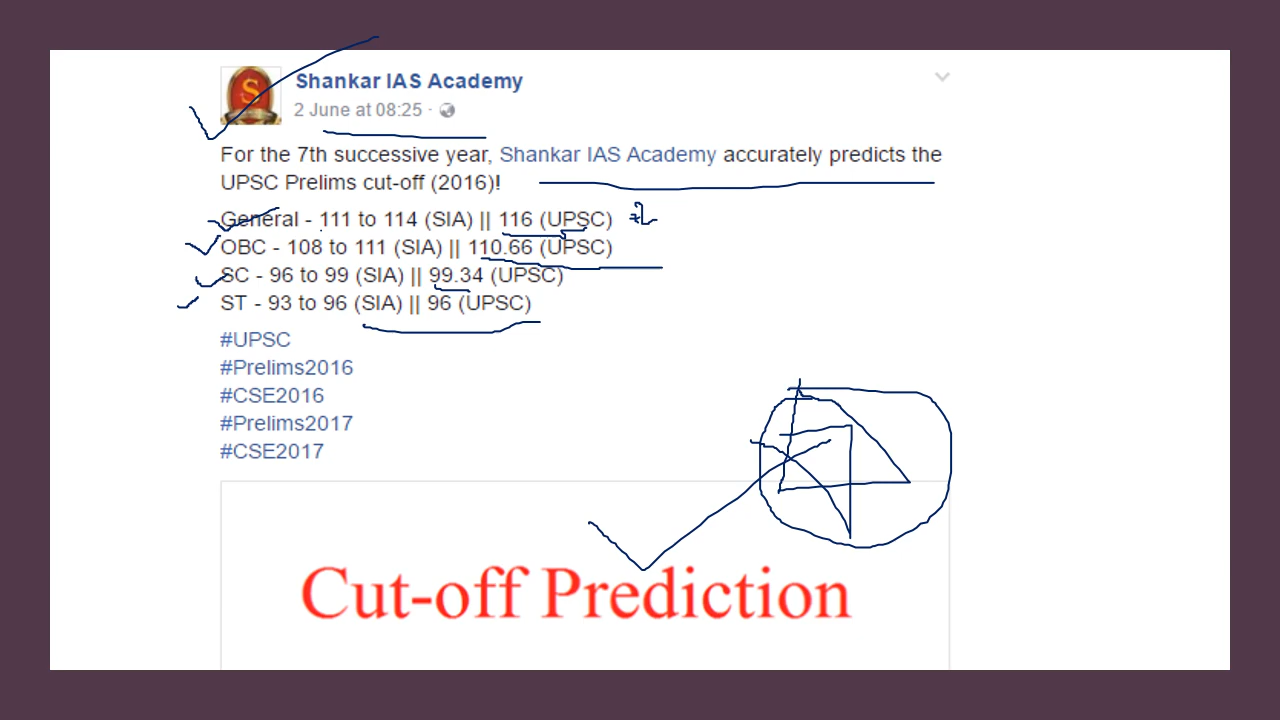 S
Shankar IAS Academy
2 June at 08:25 ·
For the 7th successive year, Shankar IAS Academy accurately predicts the
UPSC Prelims cut-off (2016)!
General - 111 to 114 (SIA) || 116 (UPSC)
OBC - 108 to 111 (SIA) || 110.66 (UPSC)
SC - 96 to 99 (SIA) || 99.34 (UPSC)
ST - 93 to 96 (SIA) || 96 (UPSC)
#UPSC
#Prelims2016
#CSE2016
#Prelims2017
#CSE2017
Cut-off Prediction